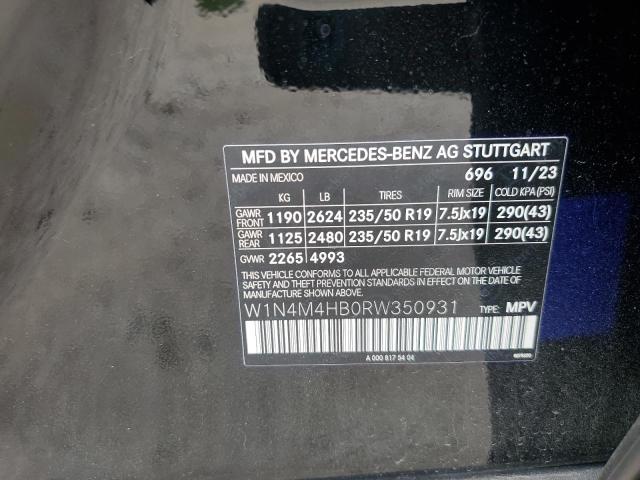 MFD BY MERCEDES-BENZ AG STUTTGART
MADE IN MEXICO 696 11/23
KG LB TIRES RIM SIZE COLD KPA(PSI)
GAWR FRONT 1190 2624 235/50 R19 7.5Jx19 290(43)
GAWR REAR 1125 2480 235/50 R19 7.5Jx19 290(43)
GVWR 2265 4993
THIS VEHICLE CONFORMS TO ALL APPLICABLE FEDERAL MOTOR VEHICLE
SAFETY, BUMPER, AND THEFT PREVENTION STANDARDS IN EFFECT
ON THE DATE OF MANUFACTURE SHOWN ABOVE.
W1N4M4HB0RW350931 TYPE: MPV
A 000 817 54 04